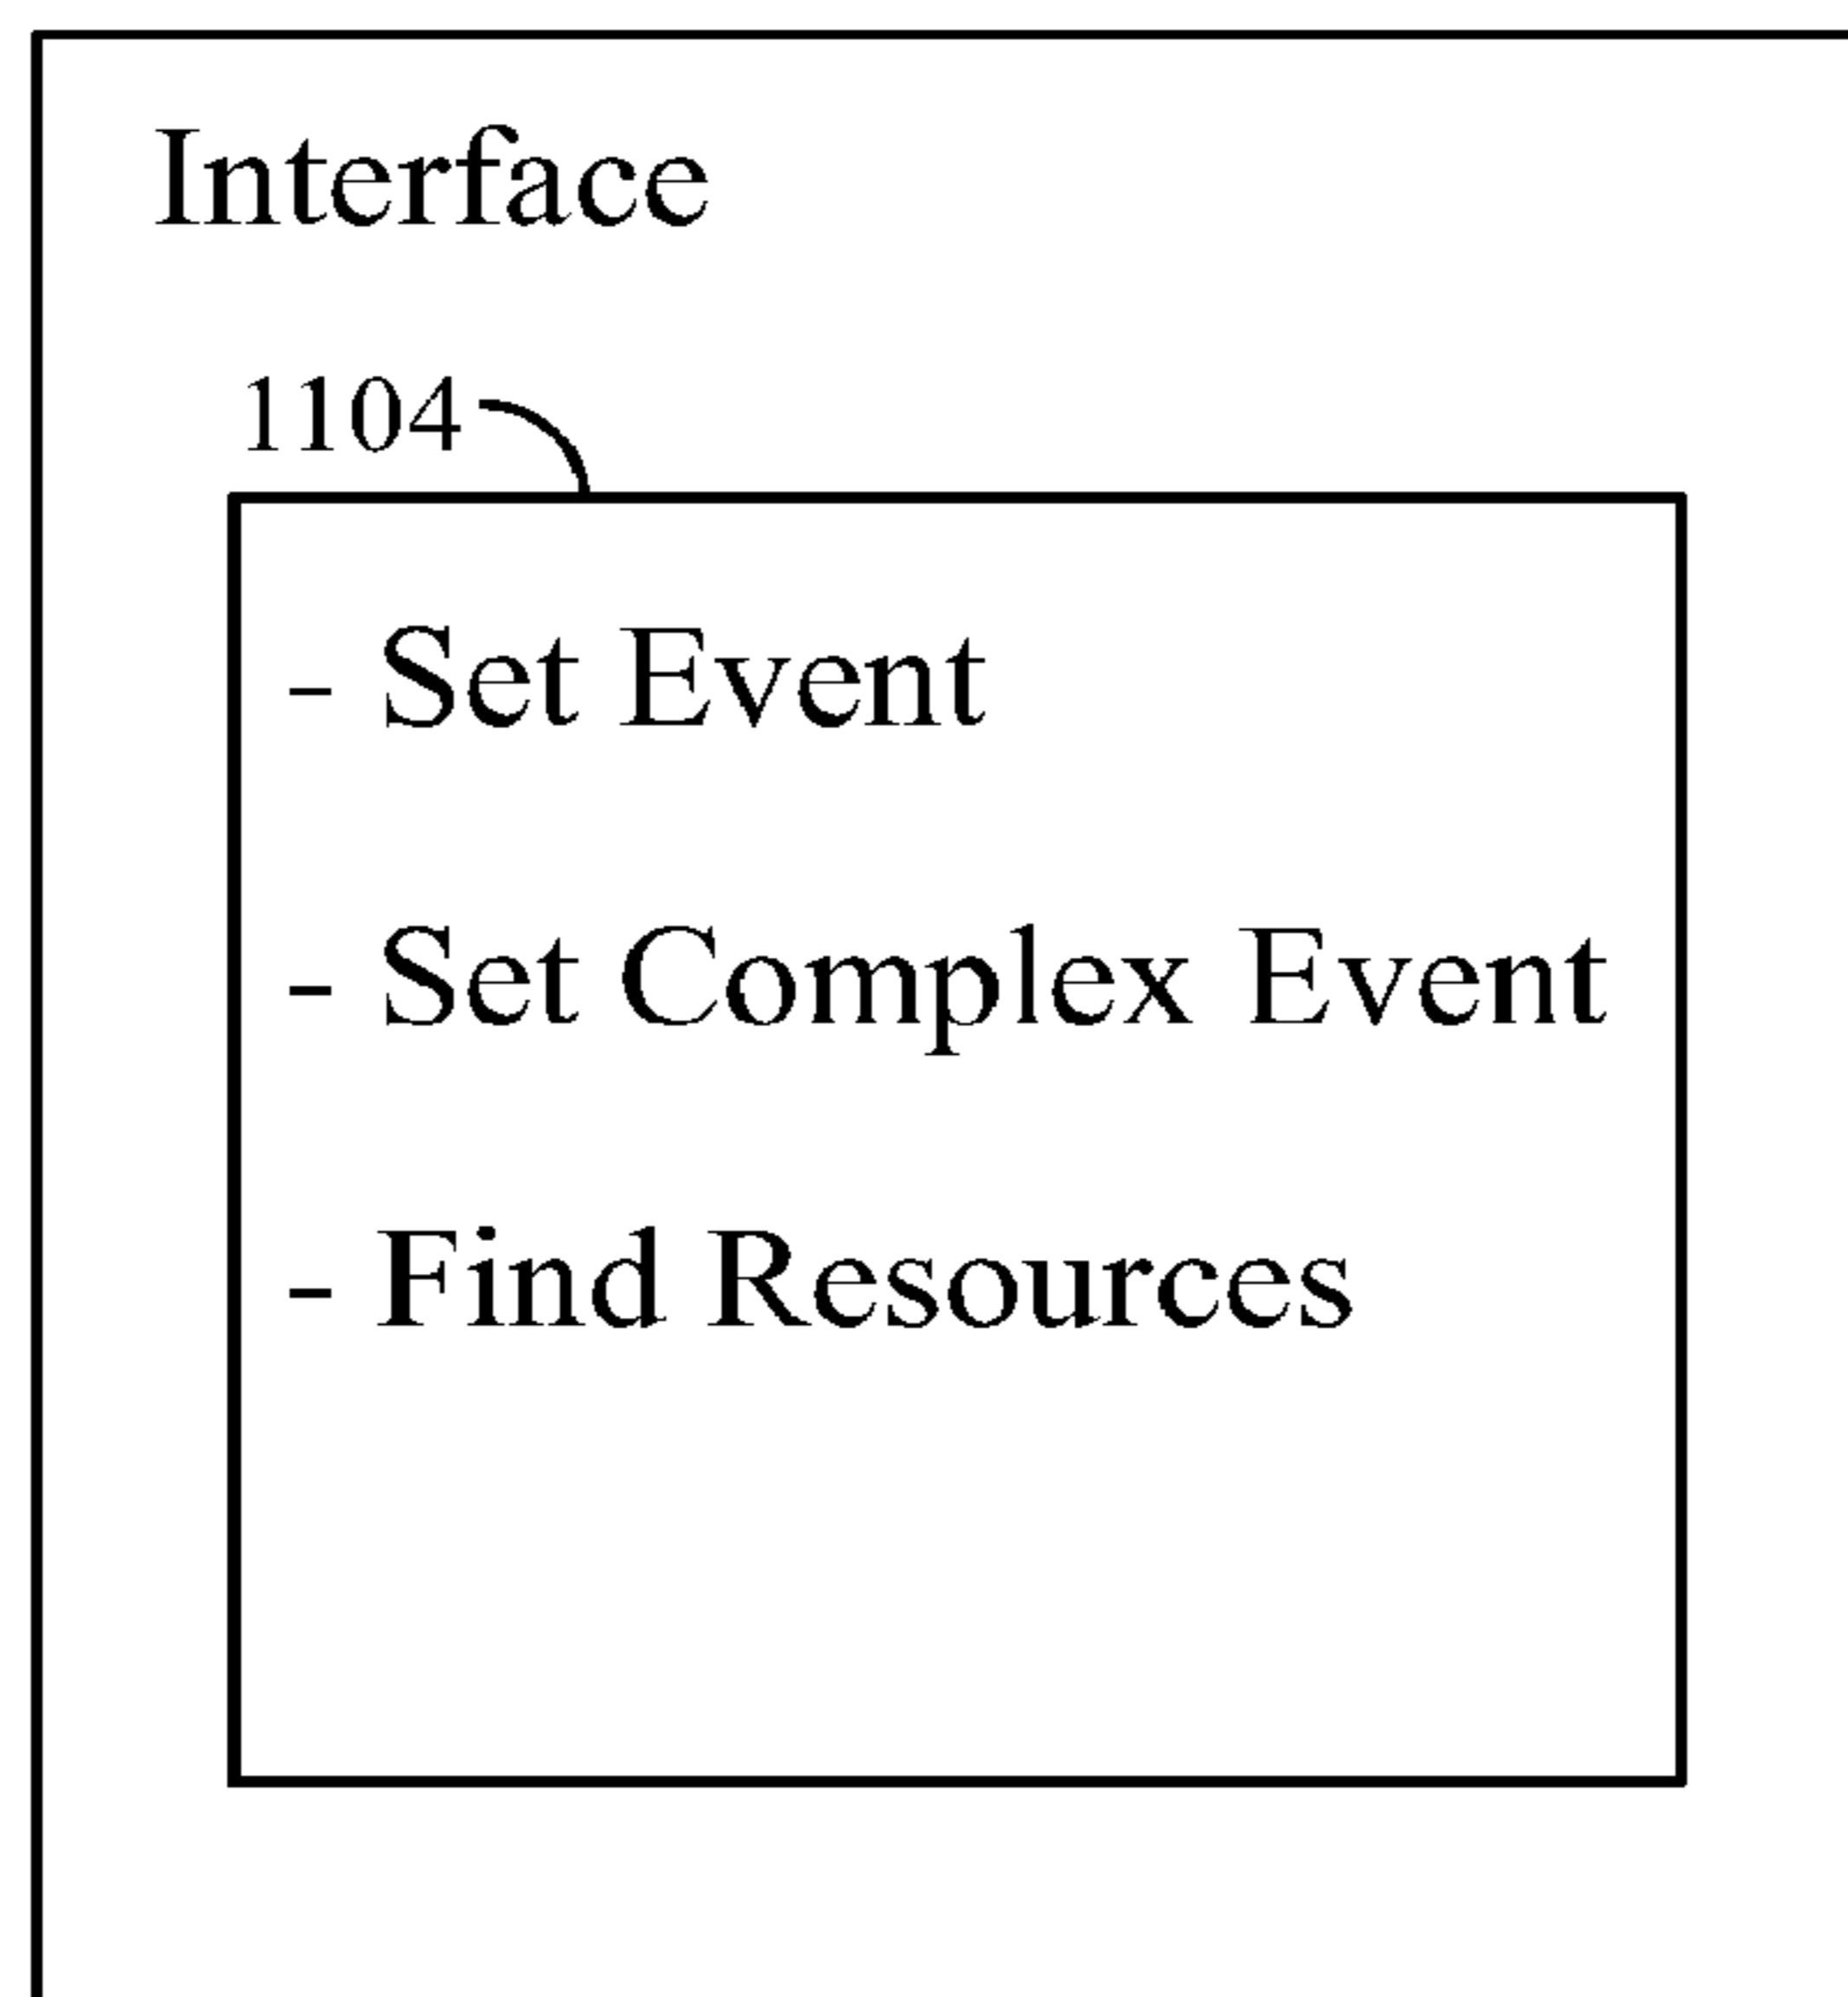 Interface
1104
- Set Event
- Set Complex Event
- Find Resources